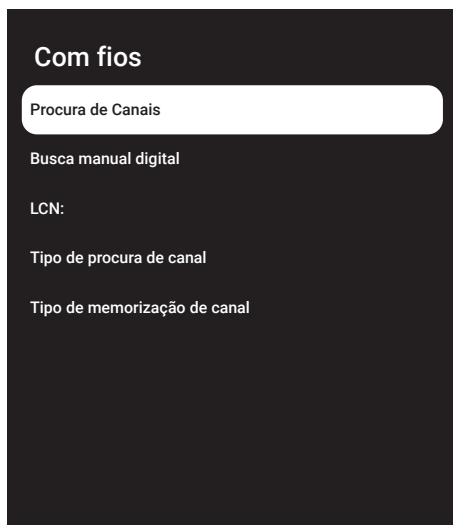 Com fios
Procura de Canais
Busca manual digital
LCN:
Tipo de procura de canal
Tipo de memorização de canal